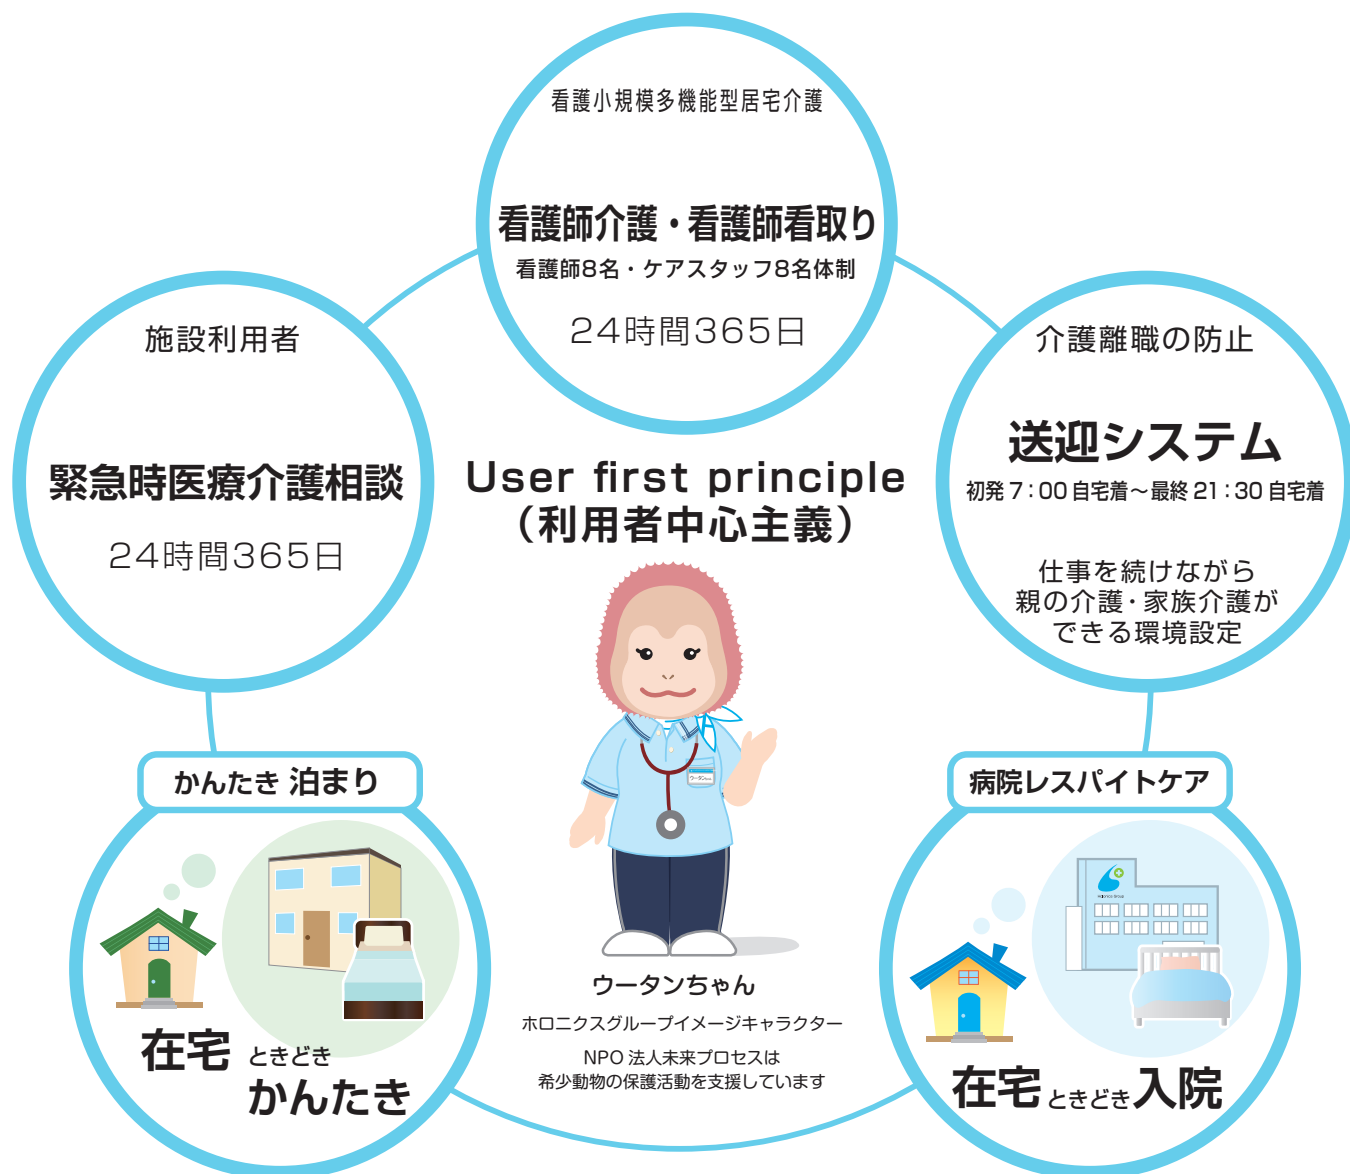 看護小規模多機能型居宅介護
看護師介護・看護師看取り
看護師8名・ケアスタッフ8名体制
24時間365日
施設利用者
緊急時医療介護相談
24時間365日
介護離職の防止
送迎システム
初発 7:00 自宅着～最終 21:30 自宅着
仕事を続けながら
親の介護・家族介護が
できる環境設定
User first principle
（利用者中心主義）
ウータンちゃん
かんたき 泊まり
在宅 ときどき
かんたき
ウータンちゃん
ホロニクスグループイメージキャラクター
NPO 法人未来プロセスは
希少動物の保護活動を支援しています
病院レスパイトケア
Holonics Group
在宅 ときどき 入院